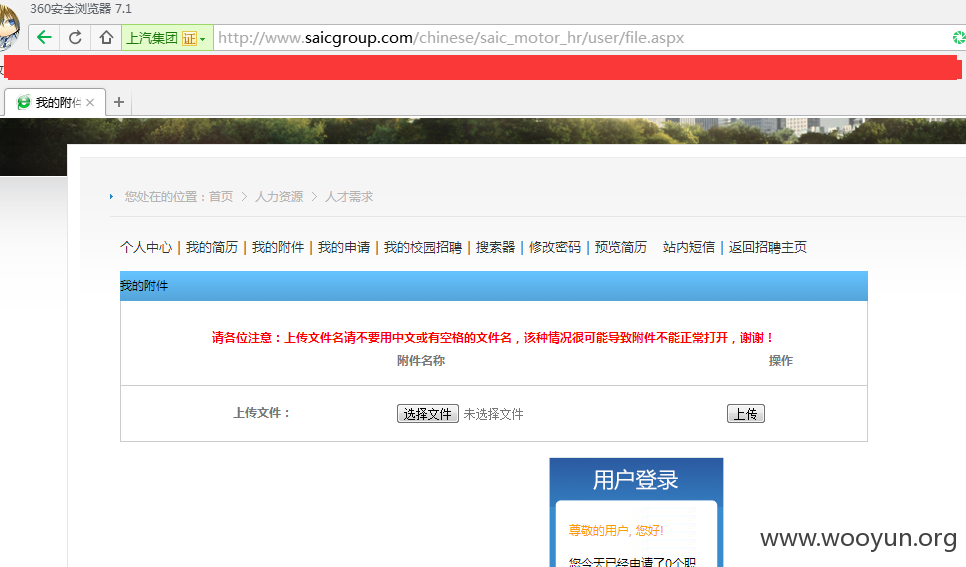 360安全浏览器 7.1
上汽集团 证 http://www.saicgroup.com/chinese/saic_motor_hr/user/file.aspx
我的附件
您处在的位置：首页 > 人力资源 > 人才需求
个人中心 | 我的简历 | 我的附件 | 我的申请 | 我的校园招聘 | 搜索器 | 修改密码 | 预览简历 站内短信 | 返回招聘主页
我的附件
请各位注意：上传文件名请不要用中文或有空格的文件名，该种情况很可能导致附件不能正常打开，谢谢！
附件名称 操作
上传文件： 选择文件 未选择文件 上传
用户登录
尊敬的用户, 您好!
您今天已经申请了0个职
www.wooyun.org